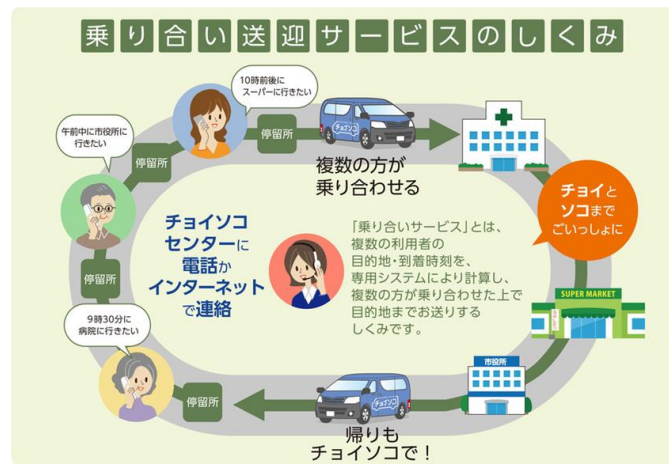 乗り合い送迎サービスのしくみ
10時前後に
スーパーに行きたい
午前中に市役所に
行きたい
停留所
停留所
チョイソコ
複数の方が
乗り合わせる
チョイと
ソコまで
ごいっしょに
チョイソコ
センターに
電話か
インターネット
で連絡
「乗り合いサービス」とは、
複数の利用者の
目的地・到着時刻を、
専用システムにより計算し、
複数の方が乗り合わせた上で
目的地までお送りする
しくみです。
停留所
SUPER MARKET
9時30分に
病院に行きたい
市役所
停留所
チョイソコ
帰りも
チョイソコで！